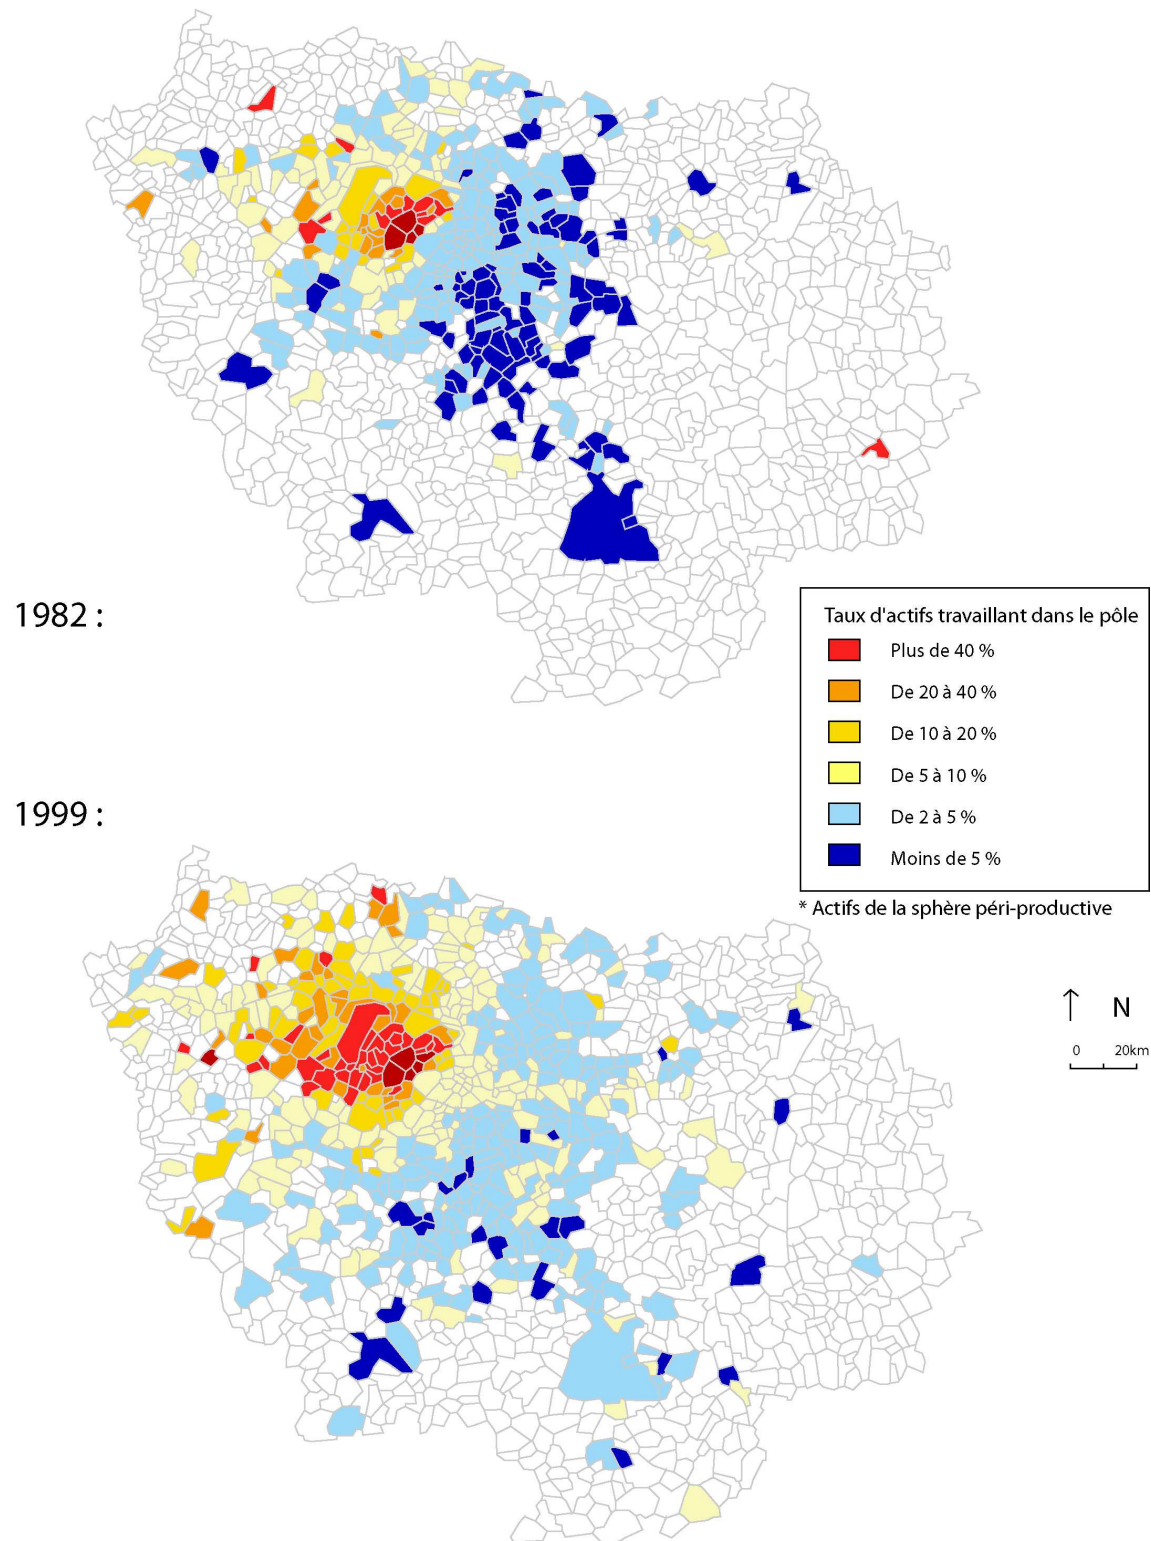 1982 :
Taux d'actifs travaillant dans le pôle
Plus de 40 %
De 20 à 40 %
De 10 à 20 %
De 5 à 10 %
De 2 à 5 %
Moins de 5 %
1999 :
* Actifs de la sphère péri-productive
N
0 20km